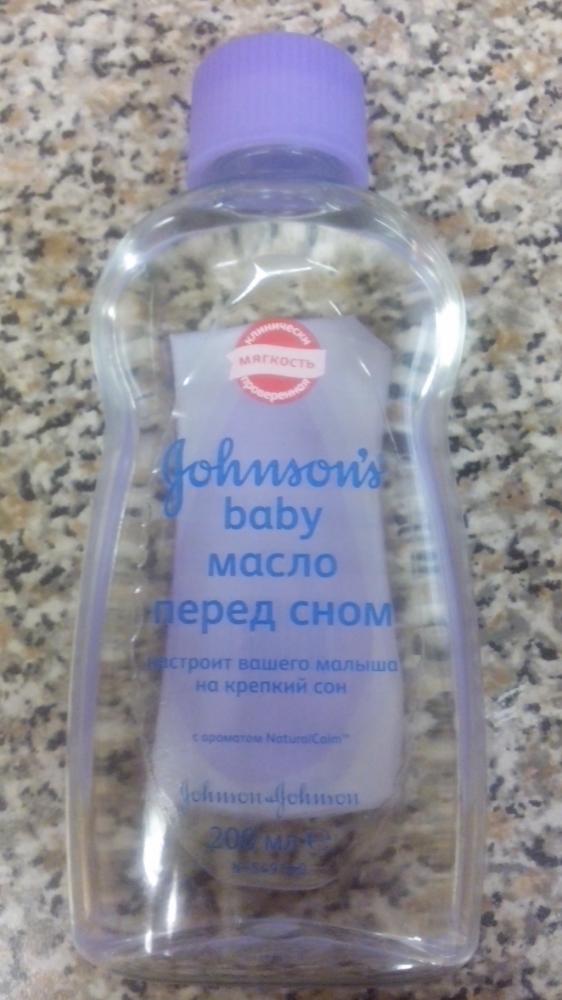 клинически
мягкость
проверенная
Johnson's
baby
масло
перед сном
настроит вашего малыша
на крепкий сон
с ароматом NaturalCalm™
Johnson & Johnson
200 мл e